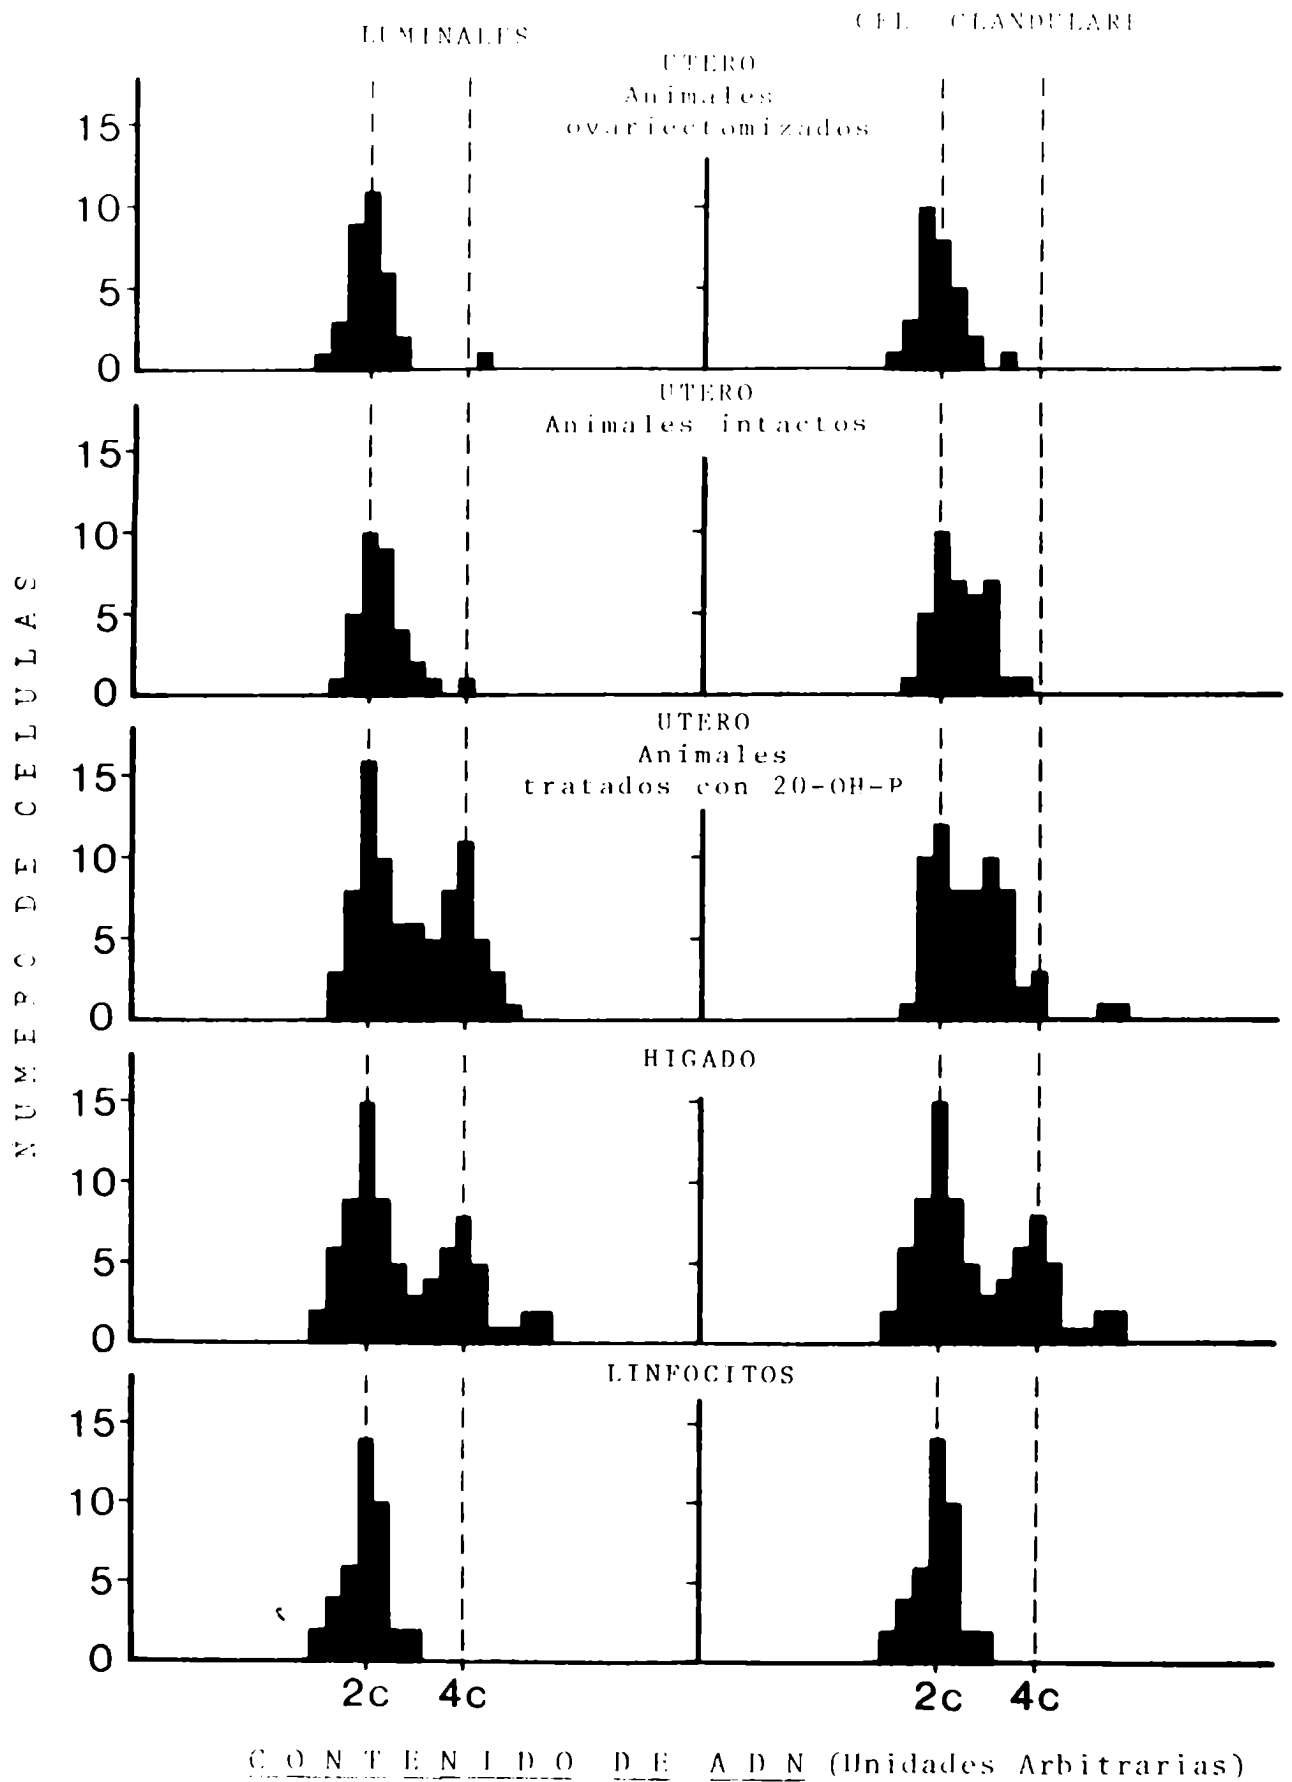 LUMINALES
CEL GLANDULARE
UTERO
Animales
ovariectomizados
15
10
5
0
UTERO
Animales intactos
15
10
5
0
UTERO
Animales
tratados con 20-OH-P
15
10
5
0
HIGADO
15
10
5
0
LINFOCITOS
15
10
5
0
NUMERO DE CELULAS
2c 4c 2c 4c
CONTENIDO DE ADN (Unidades Arbitrarias)